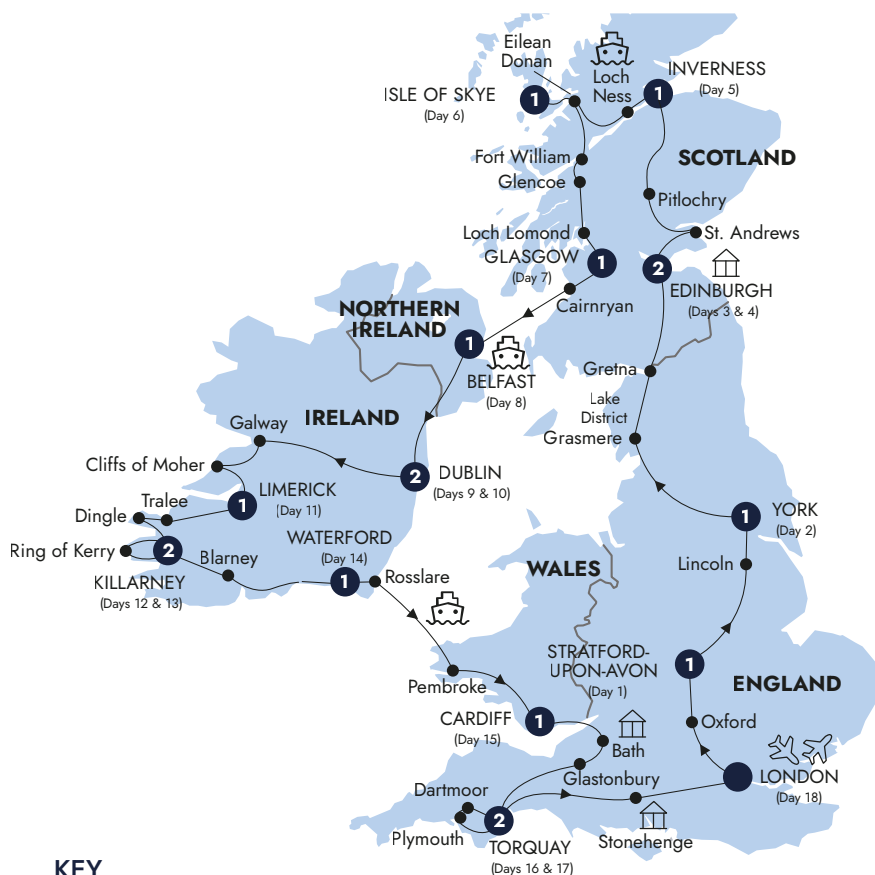 Eilean
Donan
Loch
Ness
INVERNESS
(Day 5)
1
ISLE OF SKYE
(Day 6)
1
Fort William
Glencoe
SCOTLAND
Pitlochry
Loch Lomond
St. Andrews
GLASGOW
(Day 7)
1
2
EDINBURGH
(Days 3 & 4)
Cairnryan
NORTHERN
IRELAND
1
BELFAST
(Day 8)
Gretna
Lake
District
Grasmere
IRELAND
Galway
Cliffs of Moher
2
DUBLIN
(Days 9 & 10)
1
LIMERICK
(Day 11)
Tralee
Dingle
Ring of Kerry
2
KILLARNEY
(Days 12 & 13)
Blarney
WATERFORD
(Day 14)
1
Rosslare
1
YORK
(Day 2)
Lincoln
WALES
STRATFORD-
UPON-AVON
(Day 1)
1
ENGLAND
Pembroke
CARDIFF
(Day 15)
1
Oxford
Bath
Glastonbury
LONDON
(Day 18)
Dartmoor
Plymouth
2
TORQUAY
(Days 16 & 17)
Stonehenge
KEY